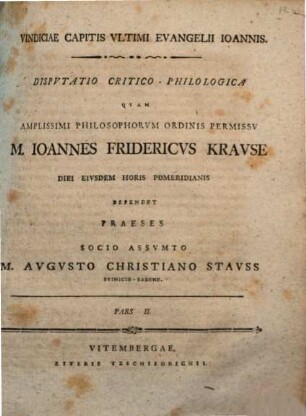 VINDICIAE CAPITIS VLTIMI EVANGELII IOANNIS.
DISPVTATIO CRITICO - PHILOLOGICA
QVAM
AMPLISSIMI PHILOSOPHORVM ORDINIS PERMISSV
M. IOANNES FRIDERICVS KRAVSE
DIEI EIVSDEM HORIS POMERIDIANIS
DEFENDET
PRAESES
SOCIO ASSVMTO
M. AVGVSTO CHRISTIANO STAVSS
PARS II.
VITEMBERGAE,